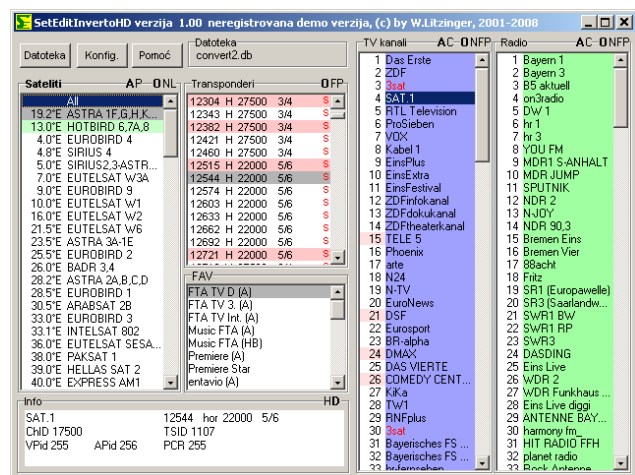 SetEditInvertoHD verzija 1.00 neregistrovana demo verzija, (c) by W.Litzinger, 2001-2008
Datoteka
Konfig.
Pomoć
Datoteka
convert2.db
Sateliti
A P O N L
All
19.2°E ASTRA 1F,G,H,K...
13.0°E HOTBIRD 6,7A,8
4.0°E EUROBIRD 4
4.8°E SIRIUS 4
5.0°E SIRIUS2,3-ASTR...
7.0°E EUTELSAT W3A
9.0°E EUROBIRD 9
10.0°E EUTELSAT W1
16.0°E EUTELSAT W2
21.5°E EUTELSAT W6
23.5°E ASTRA 3A-1E
25.5°E EUROBIRD 2
26.0°E BADR 3,4
28.2°E ASTRA 2A,B,C,D
28.5°E EUROBIRD 1
30.5°E ARABSAT 2B
33.0°E EUROBIRD 3
33.1°E INTELSAT 802
36.0°E EUTELSAT SESA...
38.0°E PAKSAT 1
39.0°E HELLAS SAT 2
40.0°E EXPRESS AM1
Transponderi
O F P
12304 H 27500 3/4 S
12343 H 27500 3/4 S
12382 H 27500 3/4 S
12421 H 27500 3/4 S
12460 H 27500 3/4 S
12515 H 22000 5/6 S
12544 H 22000 5/6 S
12574 H 22000 5/6 S
12603 H 22000 5/6 S
12633 H 22000 5/6 S
12662 H 22000 5/6 S
12692 H 22000 5/6 S
12721 H 22000 5/6 S
FAV
FTA TV D (A)
FTA TV 3. (A)
FTA TV Int. (A)
Music FTA (A)
Music FTA (HB)
Premiere (A)
Premiere Star
entavio (A)
TV kanali
A C O N F P
1 Das Erste
2 ZDF
3 3sat
4 SAT.1
5 RTL Television
6 ProSieben
7 VOX
8 Kabel 1
9 EinsPlus
10 EinsExtra
11 EinsFestival
12 ZDFinfokanal
13 ZDFdokukanal
14 ZDFtheaterkanal
15 TELE 5
16 Phoenix
17 arte
18 N24
19 N-TV
20 EuroNews
21 DSF
22 Eurosport
23 BR-alpha
24 DMAX
25 DAS VIERTE
26 COMEDY CENT...
27 KiKa
28 TW1
29 RNFplus
30 3sat
31 Bayerisches FS ...
32 Bayerisches FS ...
33 hr-fernsehen
Radio
A C O N F P
1 Bayern 1
2 Bayern 3
3 B5 aktuell
4 on3radio
5 DW 1
6 hr 1
7 hr 3
8 YOU FM
9 MDR1 S-ANHALT
10 MDR JUMP
11 SPUTNIK
12 NDR 2
13 N-JOY
14 NDR 90,3
15 Bremen Eins
16 Bremen Vier
17 88acht
18 Fritz
19 SR1 (Europawelle)
20 SR3 (Saarlandw...
21 SWR1 BW
22 SWR1 RP
23 SWR3
24 DASDING
25 Eins Live
26 WDR 2
27 WDR Funkhaus ...
28 Eins Live diggi
29 ANTENNE BAY...
30 harmony fm_
31 HIT RADIO FFH
32 planet radio
33 Rock Antenne
Info
HD
SAT.1 12544 hor 22000 5/6
ChID 17500 TSID 1107
VPid 255 APid 256 PCR 255